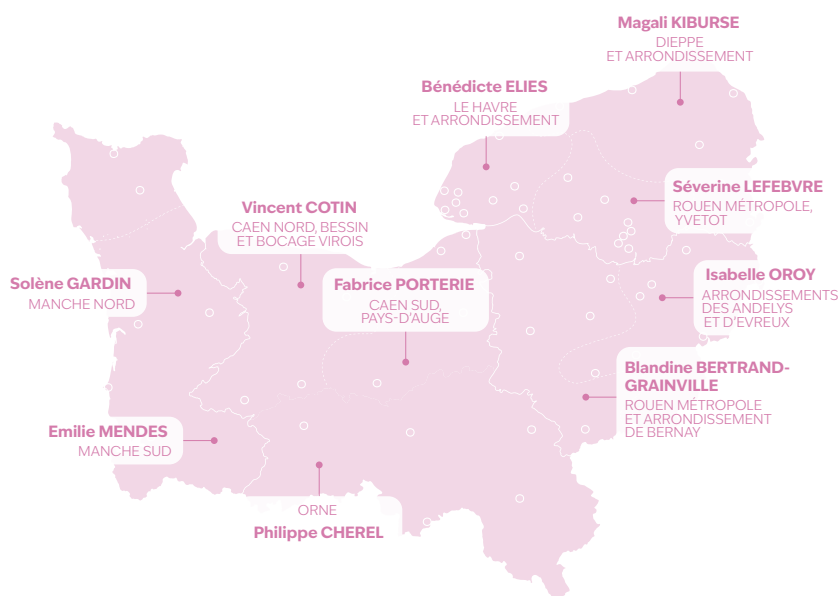 Magali KIBURSE
DIEPPE
ET ARRONDISSEMENT
Bénédicte ELIES
LE HAVRE
ET ARRONDISSEMENT
Séverine LEFEBVRE
ROUEN MÉTROPOLE,
YVETOT
Vincent COTIN
CAEN NORD, BESSIN
ET BOCAGE VIROIS
Solène GARDIN
MANCHE NORD
Fabrice PORTERIE
CAEN SUD,
PAYS-D'AUGE
Isabelle OROY
ARRONDISSEMENTS
DES ANDELYS
ET D'EVREUX
Blandine BERTRAND-
GRAINVILLE
ROUEN MÉTROPOLE
ET ARRONDISSEMENT
DE BERNAY
Emilie MENDES
MANCHE SUD
ORNE
Philippe CHEREL